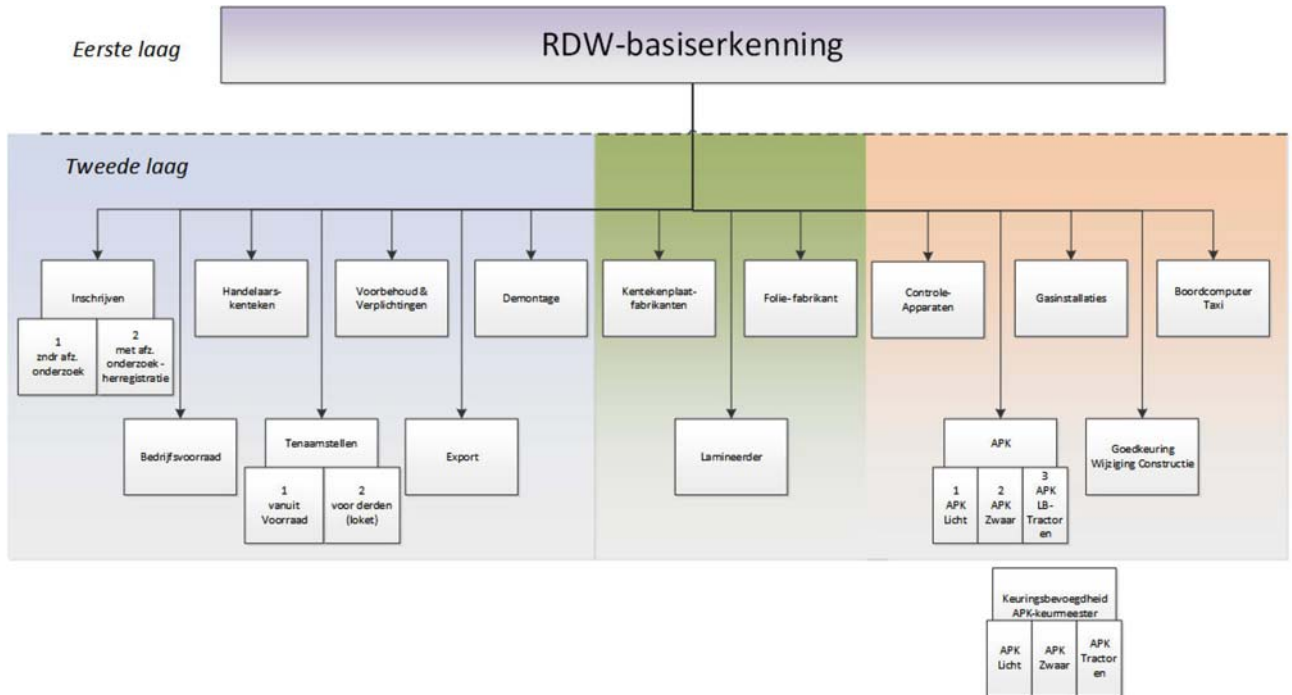 Eerste laag
RDW-basiserkenning
Tweede laag
Inschrijven
1
zndr afz.
onderzoek
2
met afz.
onderzoek -
herregistratie
Handelaars-
kenteken
Voorbehoud &
Verplichtingen
Demontage
Kentekenplaat-
fabrikanten
Folie-fabrikant
Controle-
Apparaten
Gasinstallaties
Boordcomputer
Taxi
Bedrijfsvoorraad
Tenaamstellen
1
vanuit
Voorraad
2
voor derden
(loket)
Export
Lamineerder
APK
1
APK
Licht
2
APK
Zwaar
3
APK
LB-
Tractor
en
Goedkeuring
Wijziging Constructie
Keuringsbevoegdheid
APK-keurmeester
APK
Licht
APK
Zwaar
APK
Tractor
en